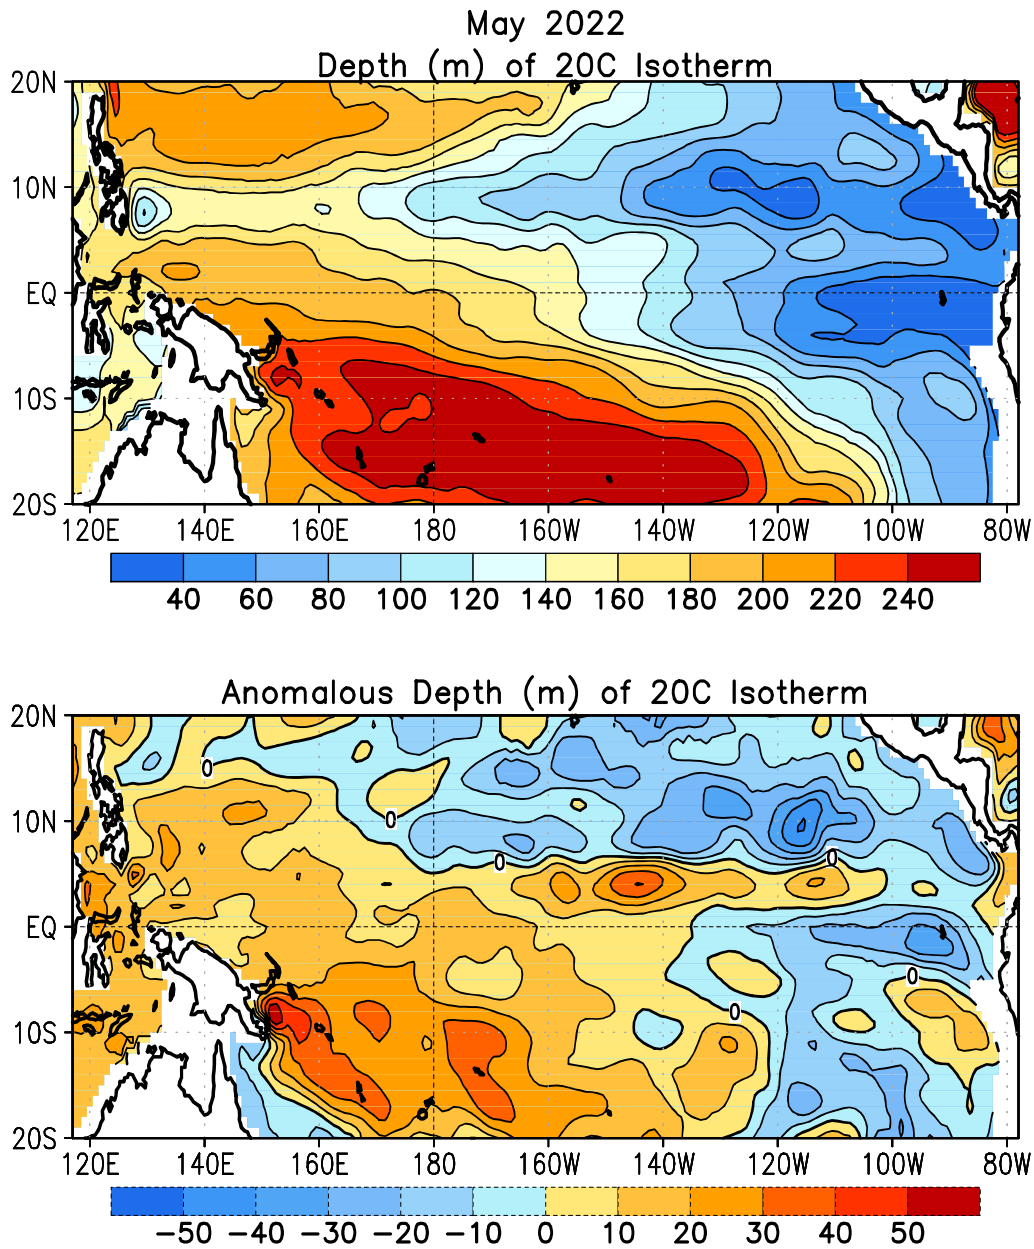 May 2022
Depth (m) of 20C Isotherm
20N
10N
EQ
10S
20S
120E 140E 160E 180 160W 140W 120W 100W 80W
40 60 80 100 120 140 160 180 200 220 240
Anomalous Depth (m) of 20C Isotherm
20N
0
0
10N
0 0
EQ
0
0
10S
20S
120E 140E 160E 180 160W 140W 120W 100W 80W
-50 -40 -30 -20 -10 0 10 20 30 40 50